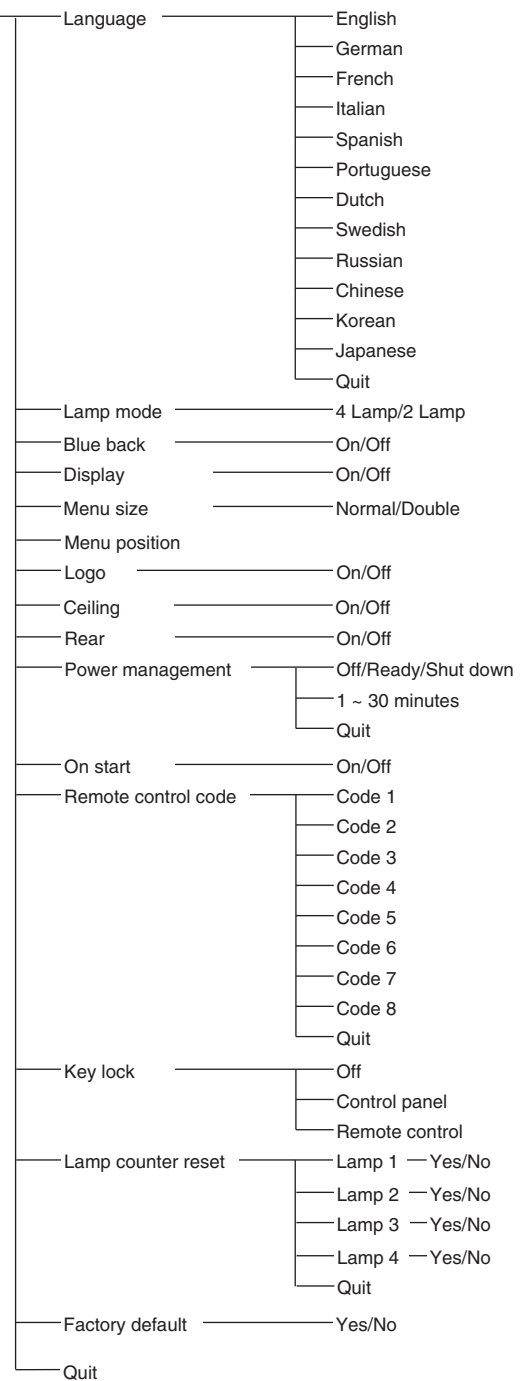 Language English
German
French
Italian
Spanish
Portuguese
Dutch
Swedish
Russian
Chinese
Korean
Japanese
Quit
Lamp mode 4 Lamp/2 Lamp
Blue back On/Off
Display On/Off
Menu size Normal/Double
Menu position
Logo On/Off
Ceiling On/Off
Rear On/Off
Power management Off/Ready/Shut down
1 ~ 30 minutes
Quit
On start On/Off
Remote control code Code 1
Code 2
Code 3
Code 4
Code 5
Code 6
Code 7
Code 8
Quit
Key lock Off
Control panel
Remote control
Lamp counter reset Lamp 1 Yes/No
Lamp 2 Yes/No
Lamp 3 Yes/No
Lamp 4 Yes/No
Quit
Factory default Yes/No
Quit